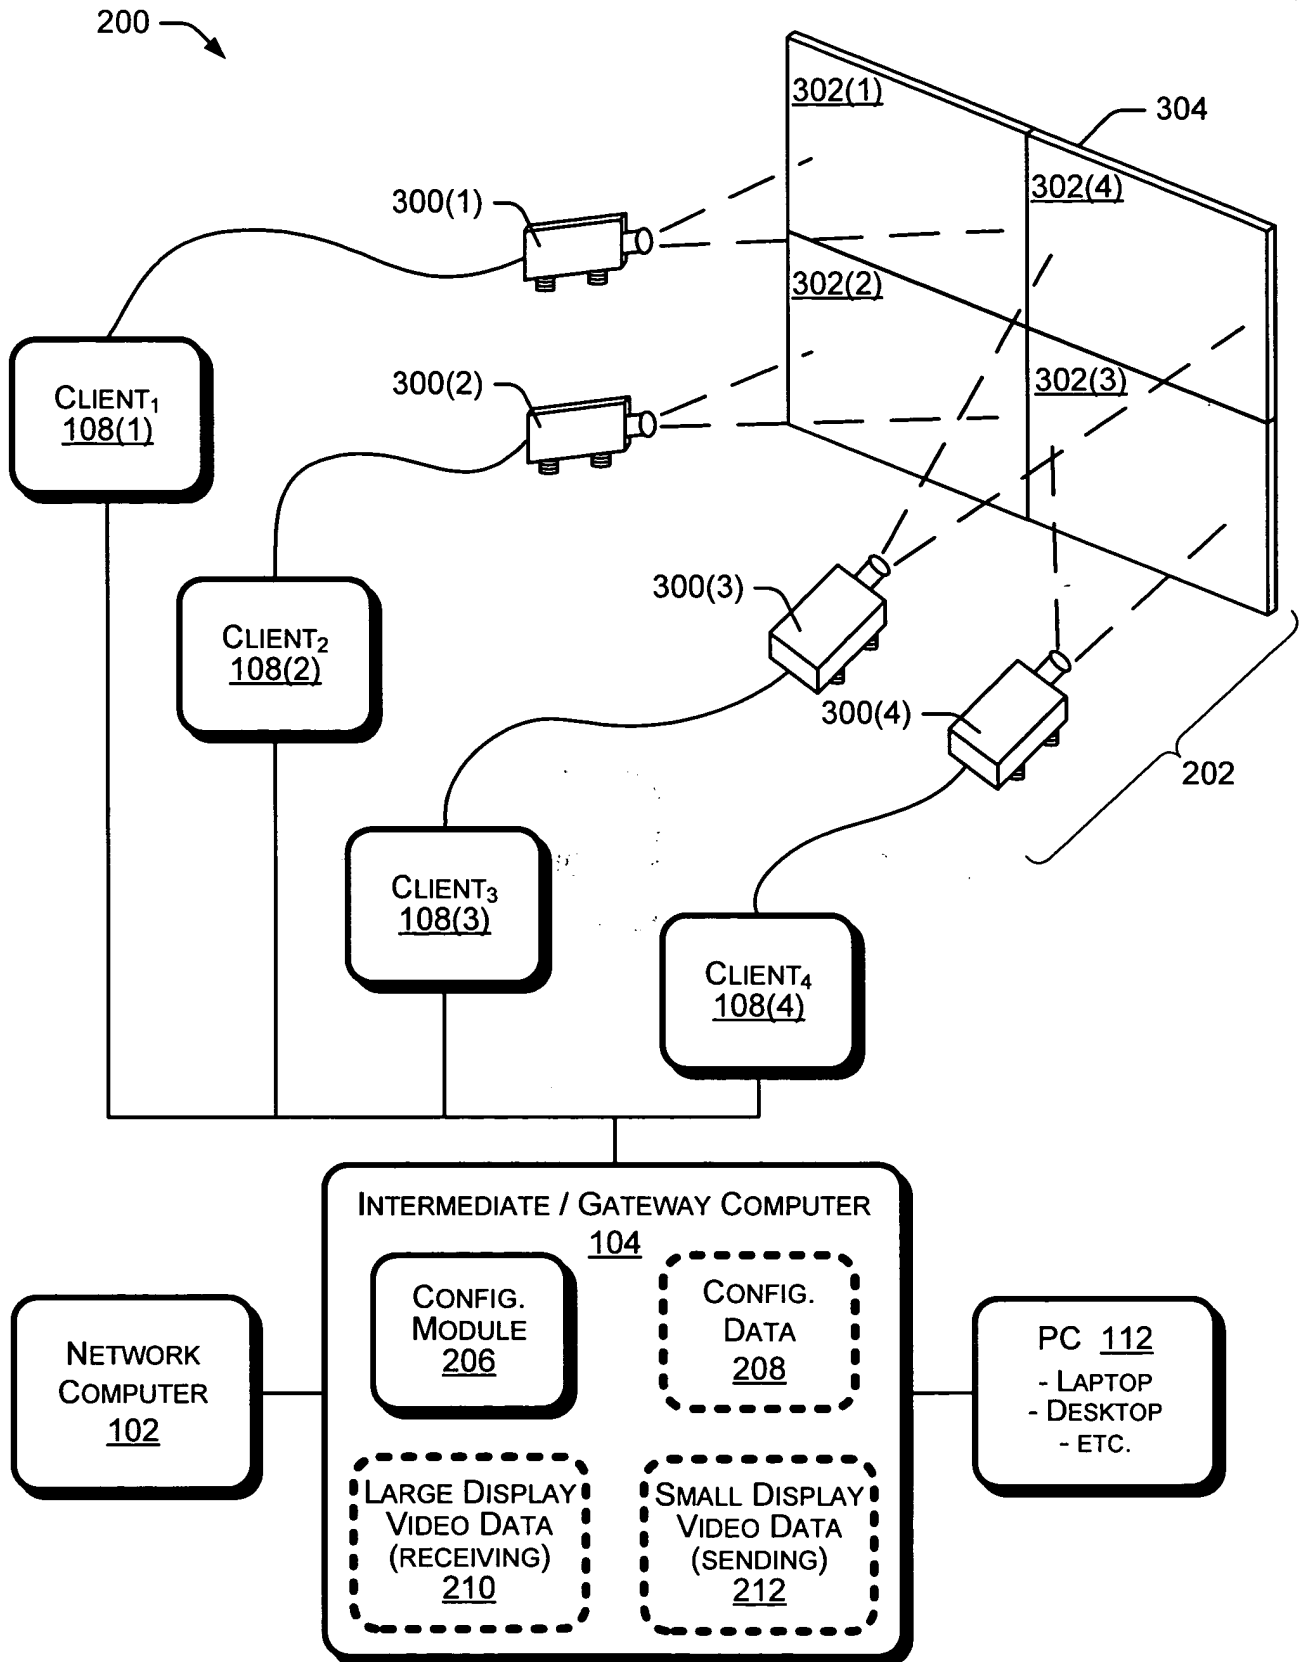 200
302(1)
304
300(1)
302(4)
302(2)
CLIENT1
108(1)
300(2)
302(3)
CLIENT2
108(2)
300(3)
300(4)
202
CLIENT3
108(3)
CLIENT4
108(4)
INTERMEDIATE / GATEWAY COMPUTER
104
CONFIG.
MODULE
206
CONFIG.
DATA
208
NETWORK
COMPUTER
102
PC 112
- LAPTOP
- DESKTOP
- ETC.
LARGE DISPLAY
VIDEO DATA
(RECEIVING)
210
SMALL DISPLAY
VIDEO DATA
(SENDING)
212